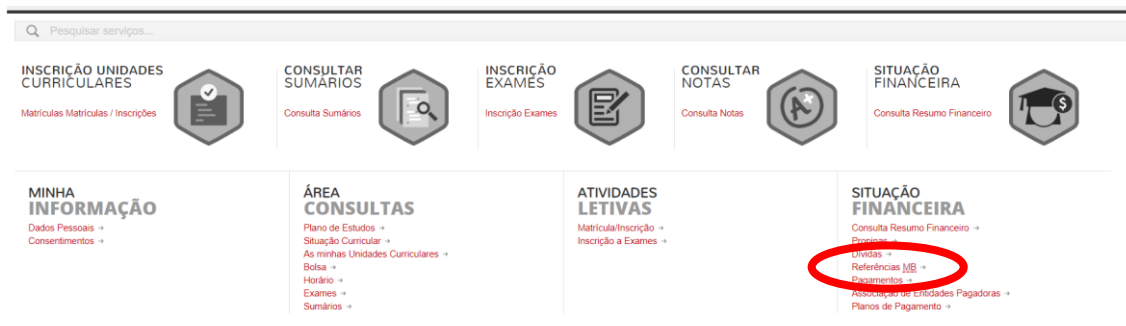 Pesquisar serviços...
INSCRIÇÃO UNIDADES
CURRICULARES
Matrículas Matrículas / Inscrições
CONSULTAR
SUMÁRIOS
Consulta Sumários
INSCRIÇÃO
EXAMES
Inscrição Exames
CONSULTAR
NOTAS
Consulta Notas
SITUAÇÃO
FINANCEIRA
Consulta Resumo Financeiro
MINHA
INFORMAÇÃO
Dados Pessoais
Consentimentos
ÁREA
CONSULTAS
Plano de Estudos
Situação Curricular
As minhas Unidades Curriculares
Bolsa
Horário
Exames
Sumários
ATIVIDADES
LETIVAS
Matrícula/Inscrição
Inscrição a Exames
SITUAÇÃO
FINANCEIRA
Consulta Resumo Financeiro
Propinas
Dívidas
Referências MB
Pagamentos
Associação de Entidades Pagadoras
Planos de Pagamento